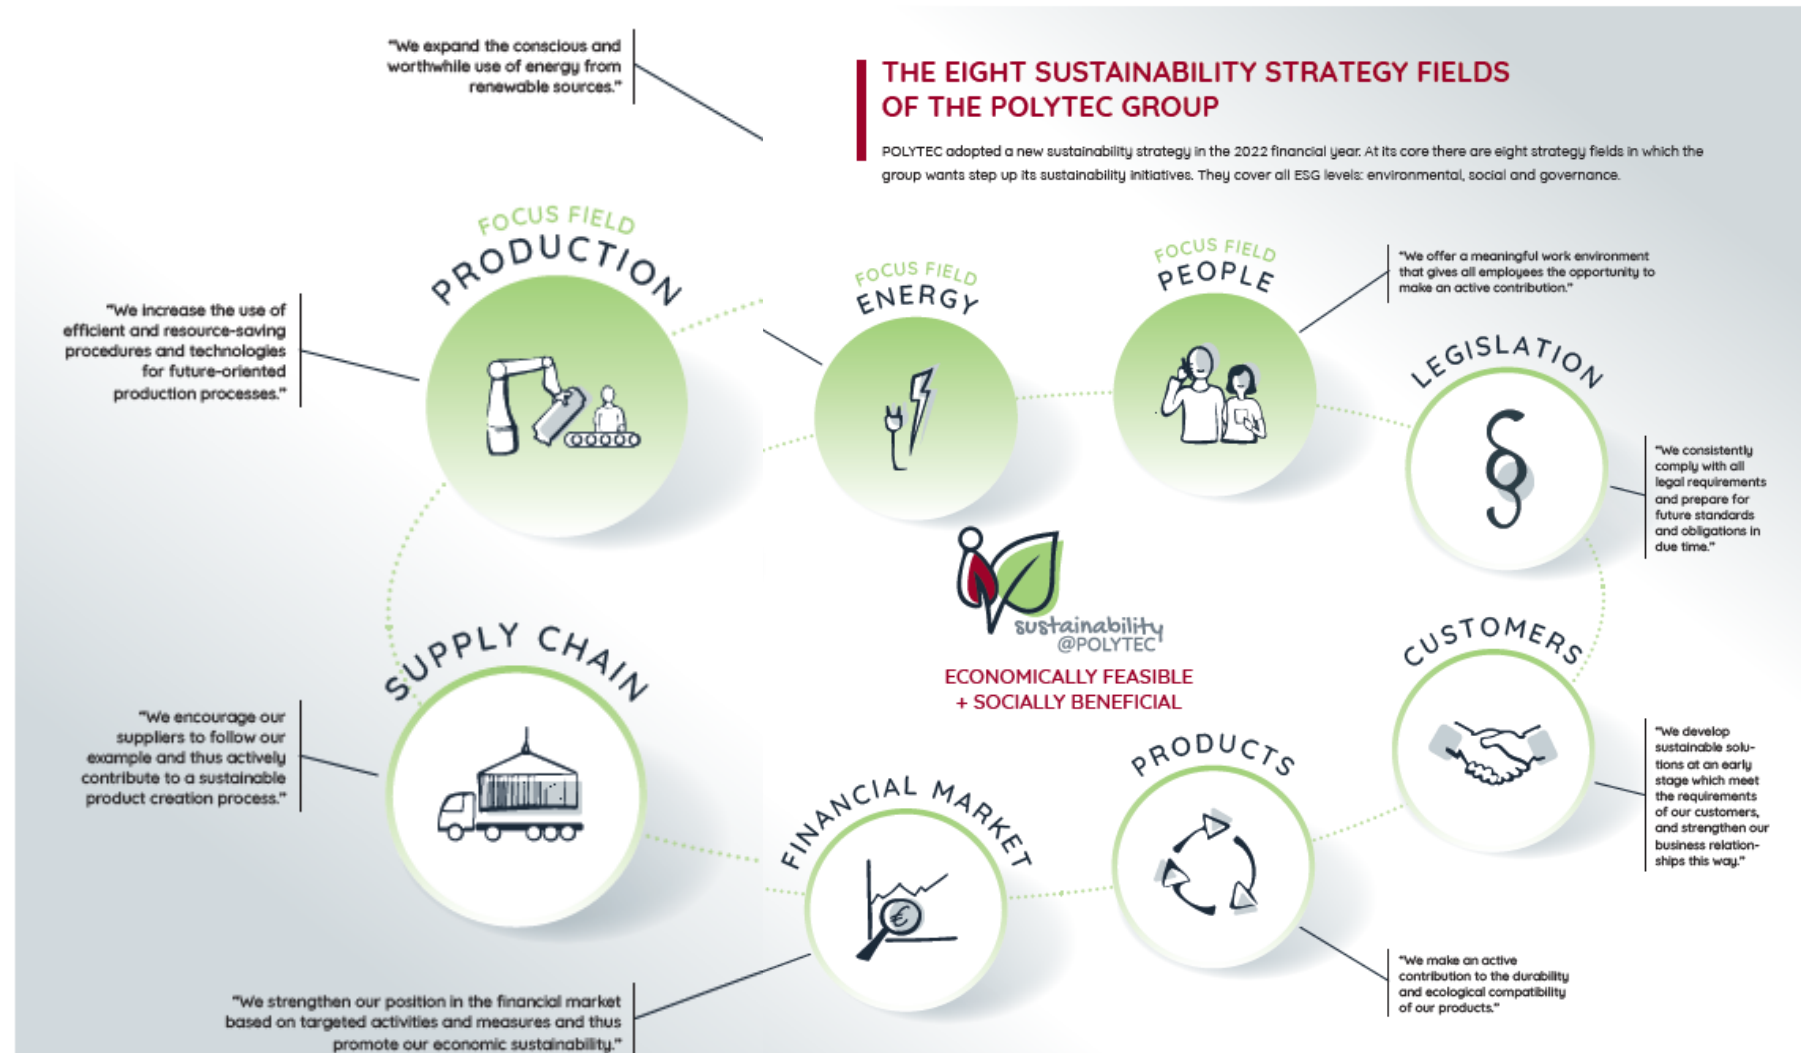 "We expand the conscious and
worthwhile use of energy from
renewable sources."
THE EIGHT SUSTAINABILITY STRATEGY FIELDS
OF THE POLYTEC GROUP
POLYTEC adopted a new sustainability strategy in the 2022 financial year. At its core there are eight strategy fields in which the
group wants step up its sustainability initiatives. They cover all ESG levels: environmental, social and governance.
FOCUS FIELD
PRODUCTION
"We increase the use of
efficient and resource-saving
procedures and technologies
for future-oriented
production processes."
FOCUS FIELD
ENERGY
FOCUS FIELD
PEOPLE
"We offer a meaningful work environment
that gives all employees the opportunity to
make an active contribution."
LEGISLATION
§
"We consistently
comply with all
legal requirements
and prepare for
future standards
and obligations in
due time."
sustainability
@POLYTEC
ECONOMICALLY FEASIBLE
+ SOCIALLY BENEFICIAL
SUPPLY CHAIN
"We encourage our
suppliers to follow our
example and thus actively
contribute to a sustainable
product creation process."
CUSTOMERS
"We develop
sustainable solu-
tions at an early
stage which meet
the requirements
of our customers,
and strengthen our
business relation-
ships this way."
FINANCIAL MARKET
€
"We strengthen our position in the financial market
based on targeted activities and measures and thus
promote our economic sustainability."
PRODUCTS
"We make an active
contribution to the durability
and ecological compatibility
of our products."